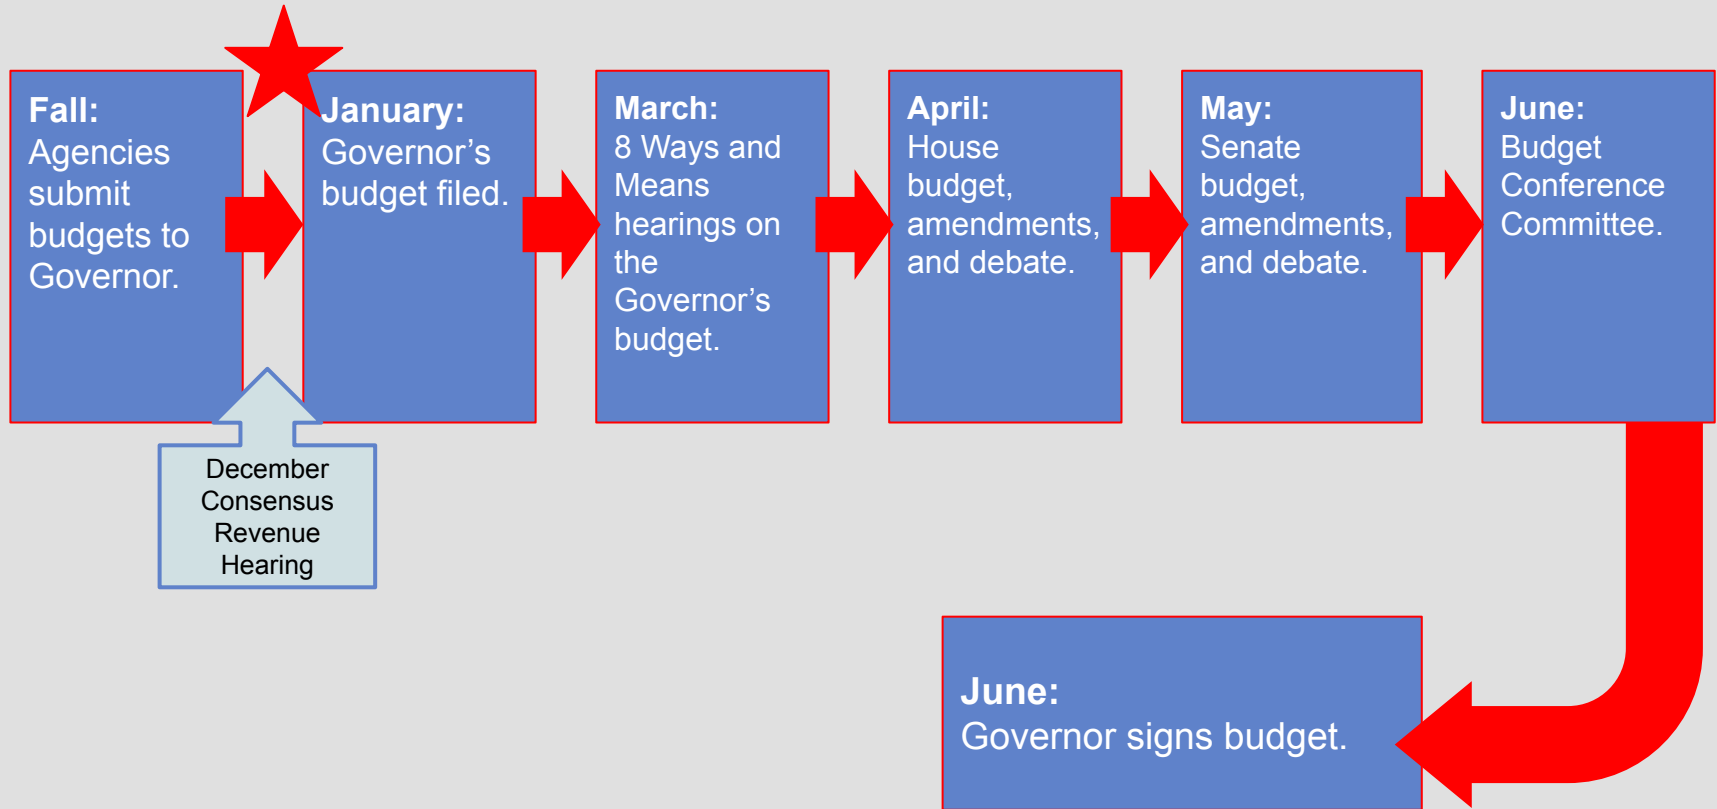 Fall:
Agencies
submit
budgets to
Governor.
January:
Governor’s
budget filed.
March:
8 Ways and
Means
hearings on
the
Governor’s
budget.
April:
House
budget,
amendments,
and debate.
May:
Senate
budget,
amendments,
and debate.
June:
Budget
Conference
Committee.
December
Consensus
Revenue
Hearing
June:
Governor signs budget.